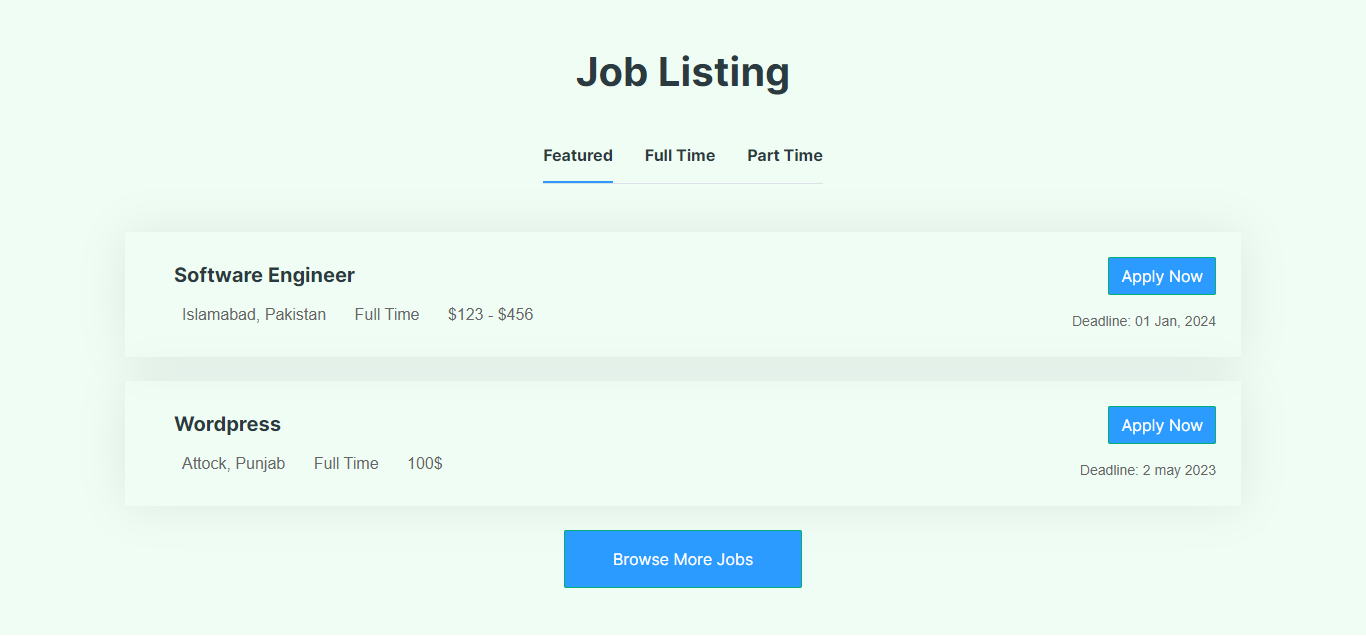 Job Listing
Featured Full Time Part Time
Software Engineer
Apply Now
Islamabad, Pakistan Full Time $123 - $456
Deadline: 01 Jan, 2024
Wordpress
Apply Now
Attock, Punjab Full Time 100$
Deadline: 2 may 2023
Browse More Jobs